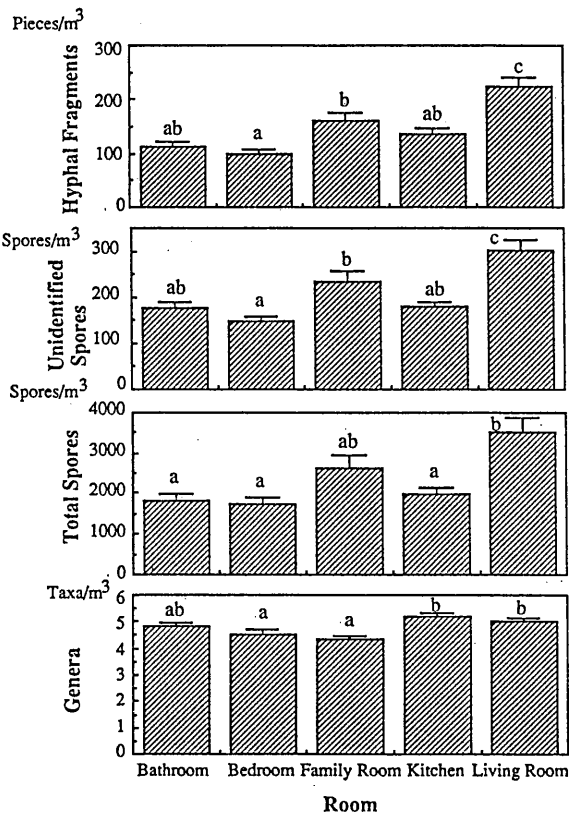 Pieces/m³
Hyphal Fragments
300
200
100
0
ab
a
b
ab
c
Spores/m³
Unidentified
Spores
300
200
100
0
ab
a
b
ab
c
Spores/m³
Total Spores
4000
3000
2000
1000
0
a
a
ab
a
b
Taxa/m³
Genera
6
5
4
3
2
1
0
ab
a
a
b
b
Bathroom Bedroom Family Room Kitchen Living Room
Room